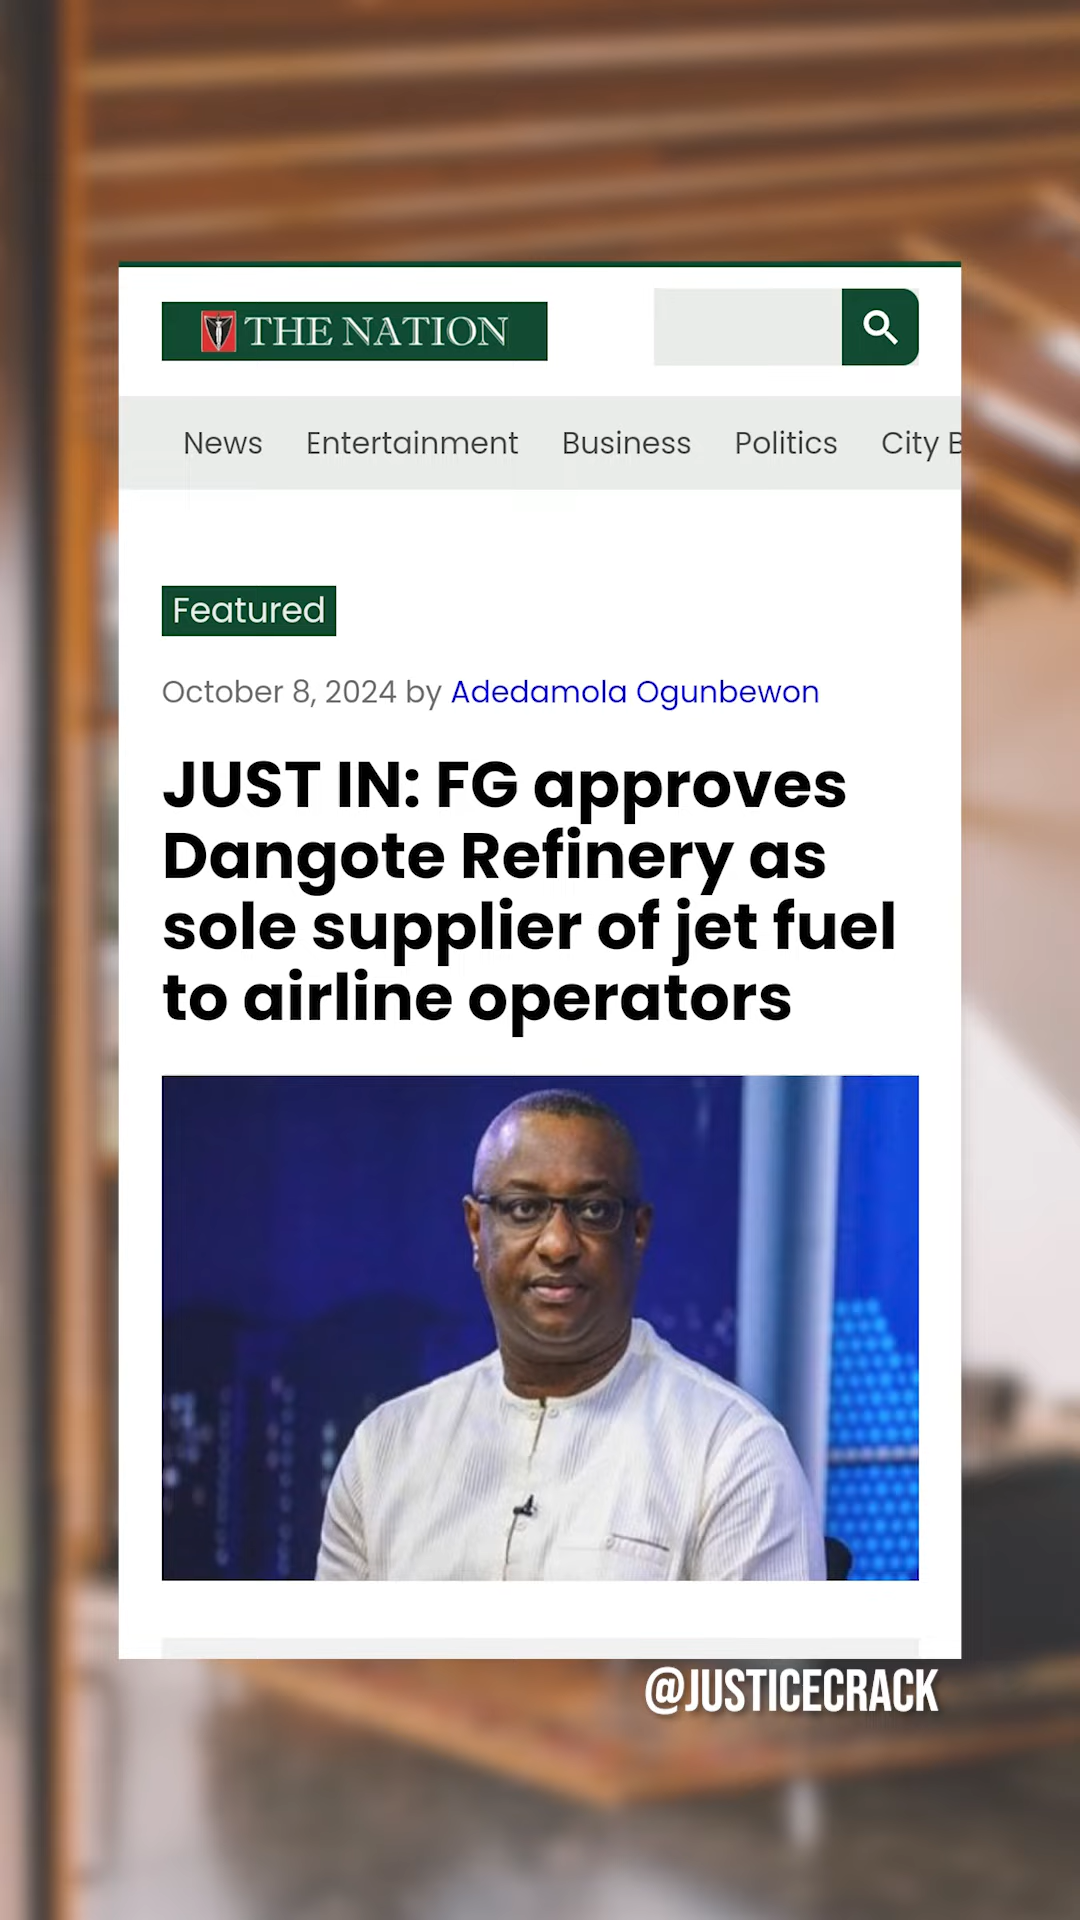 THE NATION
News Entertainment Business Politics City B
Featured
October 8, 2024 by Adedamola Ogunbewon
JUST IN: FG approves
Dangote Refinery as
sole supplier of jet fuel
to airline operators
@JUSTICECRACK